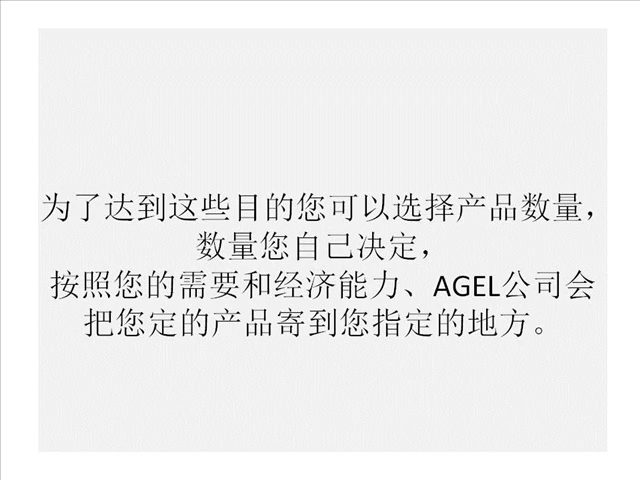 为了达到这些目的您可以选择产品数量，
数量您自己决定，
按照您的需要和经济能力、AGEL公司会
把您定的产品寄到您指定的地方。